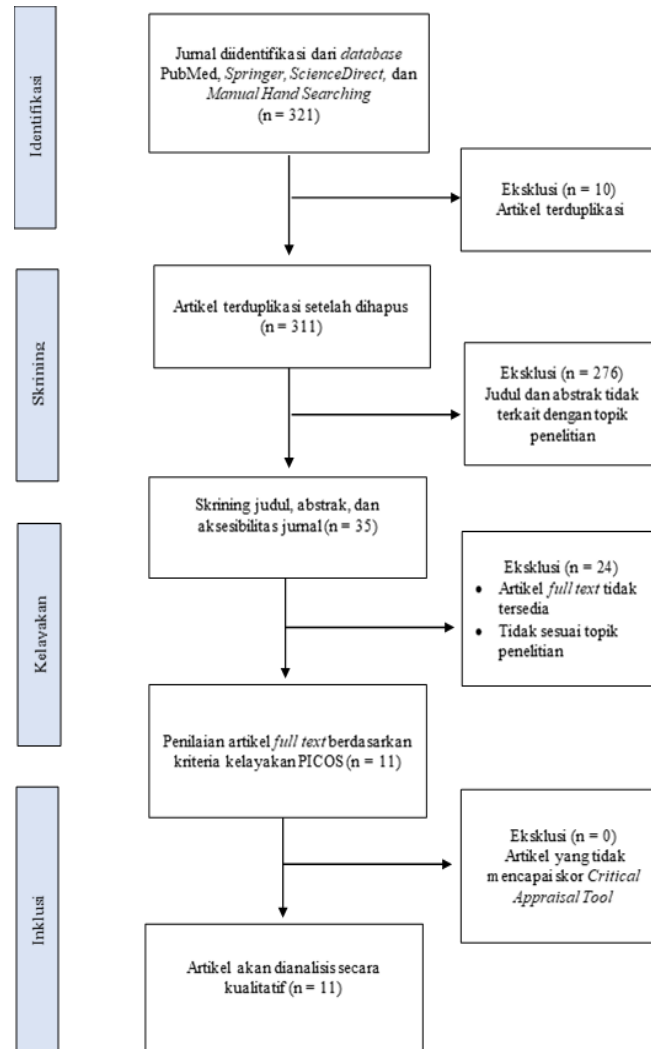 Identifikasi
Jurnal diidentifikasi dari database
PubMed, Springer, ScienceDirect, dan
Manual Hand Searching
(n = 321)
Eksklusi (n = 10)
Artikel terduplikasi
Skrining
Artikel terduplikasi setelah dihapus
(n = 311)
Eksklusi (n = 276)
Judul dan abstrak tidak
terkait dengan topik
penelitian
Skrining judul, abstrak, dan
aksesibilitas jurnal (n = 35)
Kelayakan
Eksklusi (n = 24)
• Artikel full text tidak
tersedia
• Tidak sesuai topik
penelitian
Penilaian artikel full text berdasarkan
kriteria kelayakan PICOS (n = 11)
Inklusi
Eksklusi (n = 0)
Artikel yang tidak
mencapai skor Critical
Appraisal Tool
Artikel akan dianalisis secara
kualitatif (n = 11)